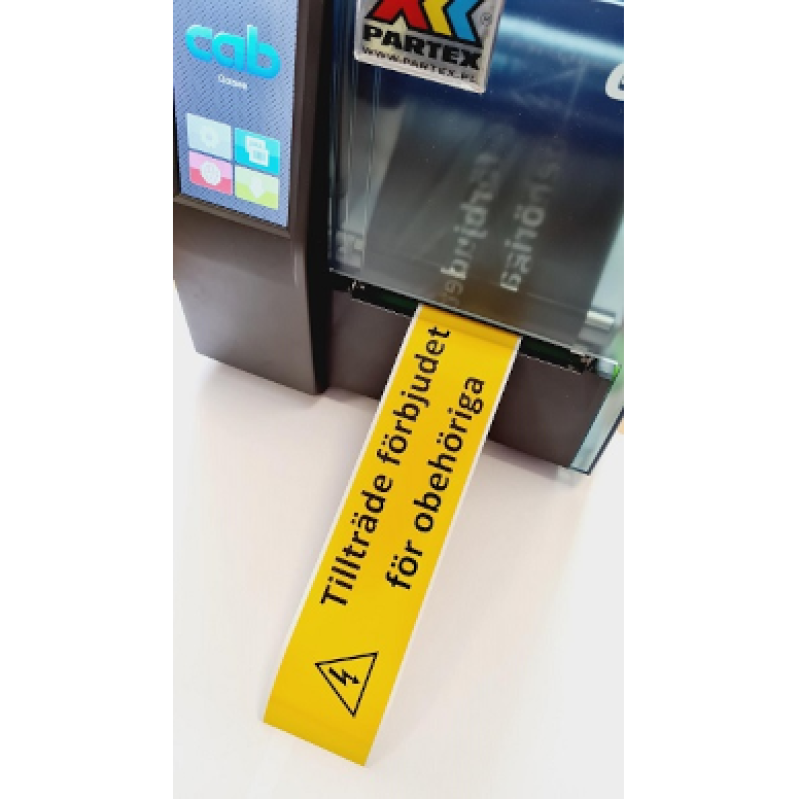 cab
PARTEX
WWW.PARTEX.PL
Tillträde förbjudet
för obehöriga